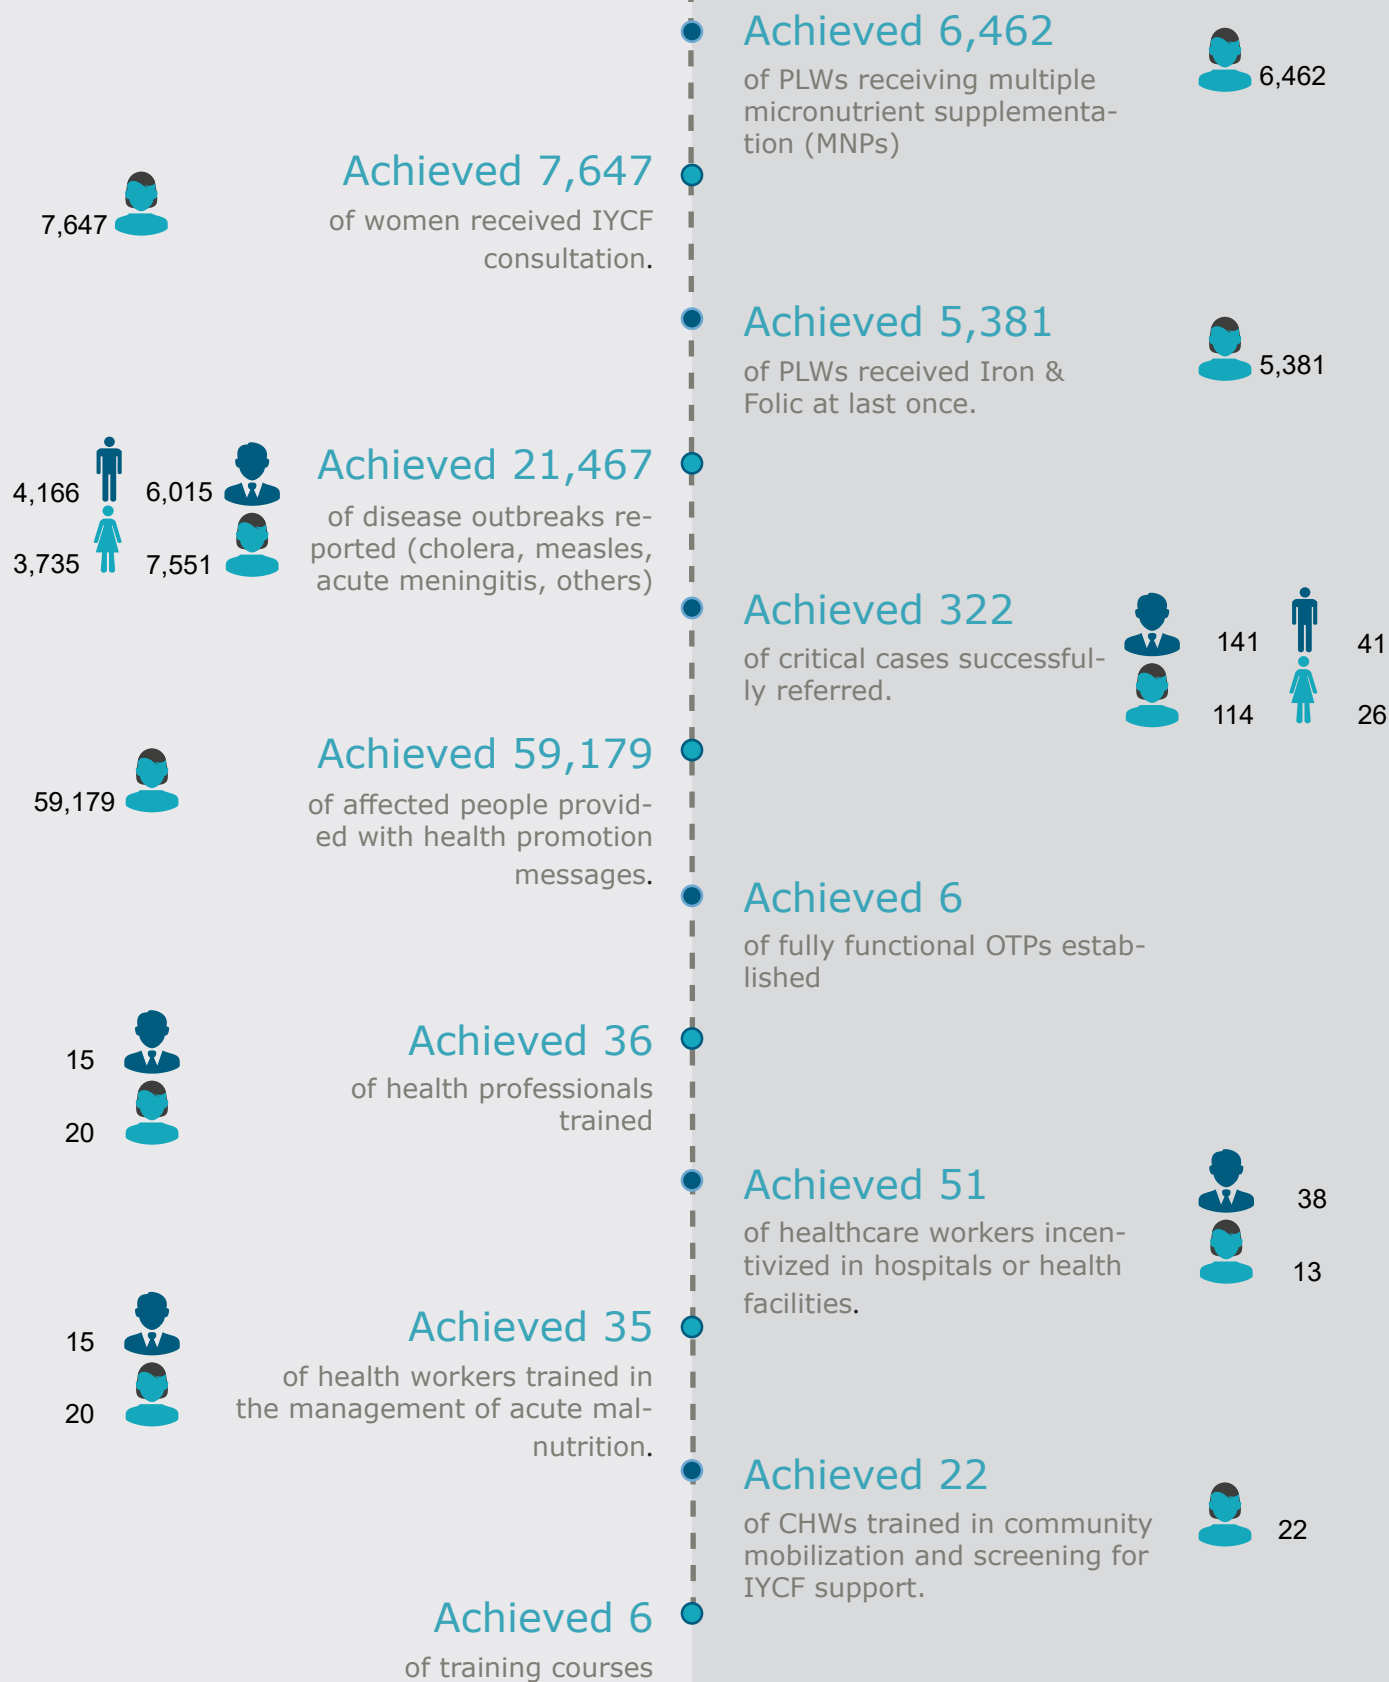 Achieved 6,462
of PLWs receiving multiple
micronutrient supplementa-
tion (MNPs)
6,462
Achieved 7,647
of women received IYCF
consultation.
7,647
Achieved 5,381
of PLWs received Iron &
Folic at last once.
5,381
Achieved 21,467
of disease outbreaks re-
ported (cholera, measles,
acute meningitis, others)
4,166
6,015
3,735
7,551
Achieved 322
of critical cases successful-
ly referred.
141
41
114
26
Achieved 59,179
of affected people provid-
ed with health promotion
messages.
59,179
Achieved 6
of fully functional OTPs estab-
lished
Achieved 36
of health professionals
trained
15
20
Achieved 51
of healthcare workers incen-
tivized in hospitals or health
facilities.
38
13
Achieved 35
of health workers trained in
the management of acute mal-
nutrition.
15
20
Achieved 22
of CHWs trained in community
mobilization and screening for
IYCF support.
22
Achieved 6
of training courses